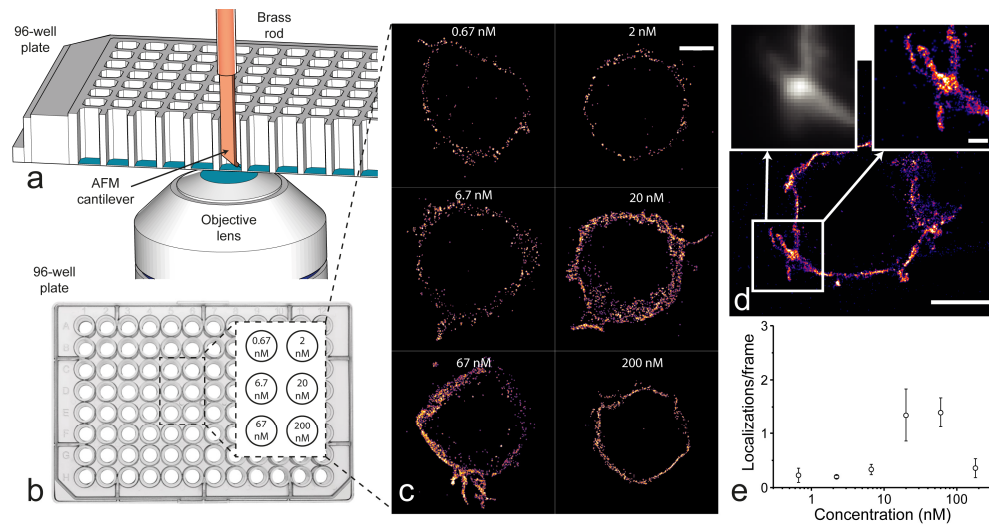 96-well
plate
Brass
rod
a
AFM
cantilever
Objective
lens
96-well
plate
A
B
C
D
E
F
G
H
0.67
nM
2
nM
6.7
nM
20
nM
67
nM
200
nM
b
0.67 nM
2 nM
6.7 nM
20 nM
67 nM
200 nM
c
d
3
2
1
0
Localizations/frame
1
10
100
Concentration (nM)
e